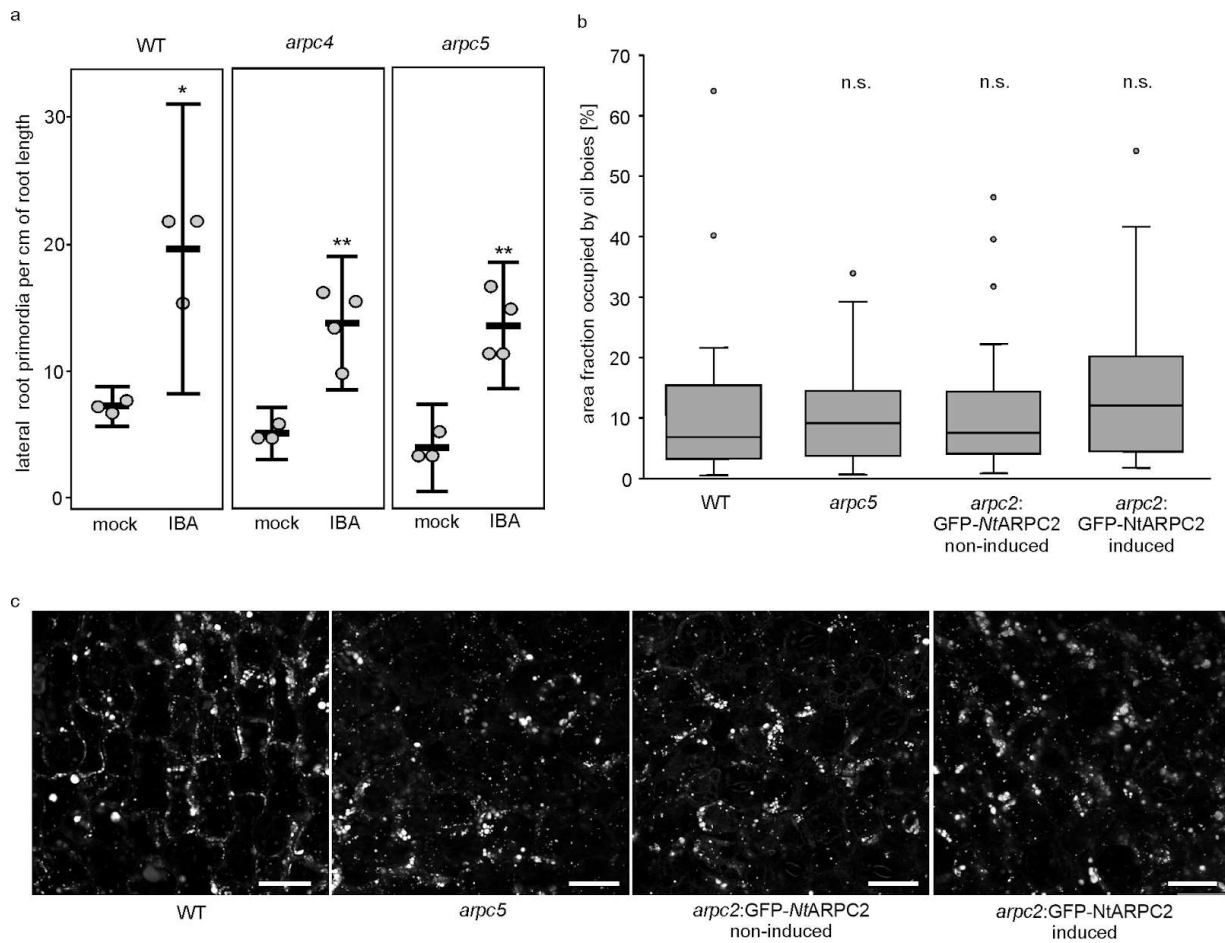 a
WT
arpc4
arpc5
lateral root primordia per cm of root length
30
20
10
0
*
**
**
mock
IBA
mock
IBA
mock
IBA
b
area fraction occupied by oil boies [%]
70
60
50
40
30
20
10
0
n.s.
n.s.
n.s.
WT
arpc5
arpc2:
GFP-NtARPC2
non-induced
arpc2:
GFP-NtARPC2
induced
c
WT
arpc5
arpc2:GFP-NtARPC2
non-induced
arpc2:GFP-NtARPC2
induced